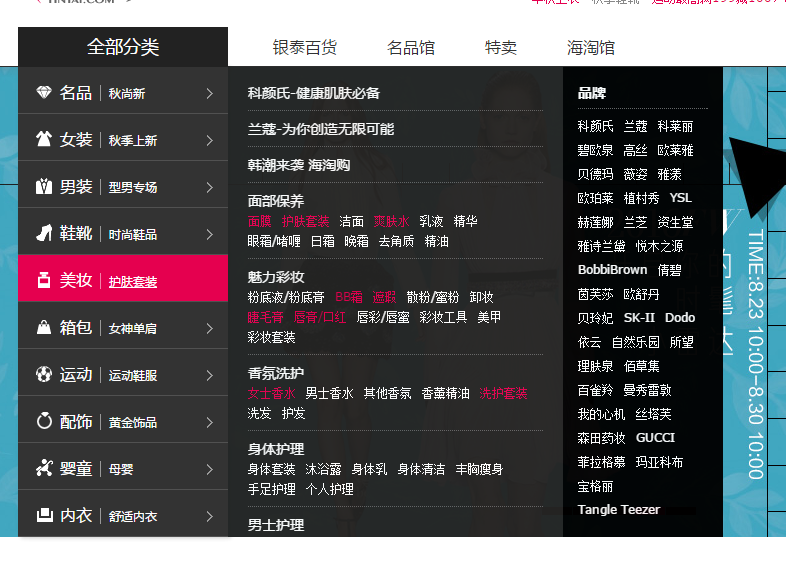 全部分类
银泰百货 名品馆 特卖 海淘馆
名品 秋尚新
女装 秋季上新
男装 型男专场
鞋靴 时尚鞋品
美妆 护肤套装
箱包 女神单肩
运动 运动鞋服
配饰 黄金饰品
婴童 母婴
内衣 舒适内衣
科颜氏-健康肌肤必备
兰蔻-为你创造无限可能
韩潮来袭 海淘购
面部保养
面膜 护肤套装 洁面 爽肤水 乳液 精华
眼霜/啫喱 日霜 晚霜 去角质 精油
魅力彩妆
粉底液/粉底膏 BB霜 遮瑕 散粉/蜜粉 卸妆
睫毛膏 唇膏/口红 唇彩/唇蜜 彩妆工具 美甲
彩妆套装
香氛洗护
女士香水 男士香水 其他香氛 香薰精油 洗护套装
洗发 护发
身体护理
身体套装 沐浴露 身体乳 身体清洁 丰胸瘦身
手足护理 个人护理
男士护理
品牌
科颜氏 兰蔻 科莱丽
碧欧泉 高丝 欧莱雅
贝德玛 薇姿 雅漾
欧珀莱 植村秀 YSL
赫莲娜 兰芝 资生堂
雅诗兰黛 悦木之源
BobbiBrown 倩碧
茵芙莎 欧舒丹
贝玲妃 SK-II Dodo
依云 自然乐园 所望
理肤泉 佰草集
百雀羚 曼秀雷敦
我的心机 丝塔芙
森田药妆 GUCCI
菲拉格慕 玛亚科布
宝格丽
Tangle Teezer
TIME:8.23 10:00-8.30 10:00